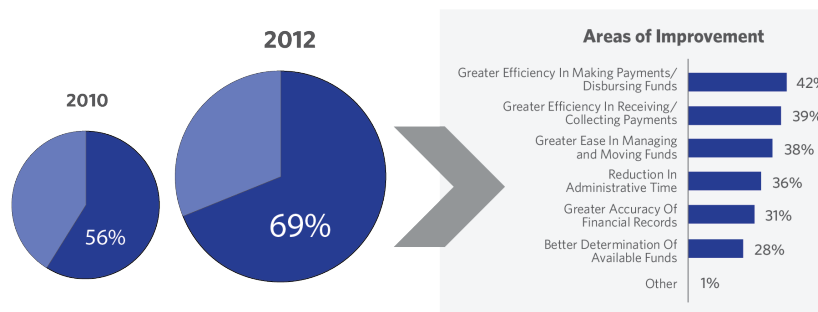 2010
56%
2012
69%
Areas of Improvement
Greater Efficiency In Making Payments/
Disbursing Funds
42%
Greater Efficiency In Receiving/
Collecting Payments
39%
Greater Ease In Managing
and Moving Funds
38%
Reduction In
Administrative Time
36%
Greater Accuracy Of
Financial Records
31%
Better Determination Of
Available Funds
28%
Other
1%